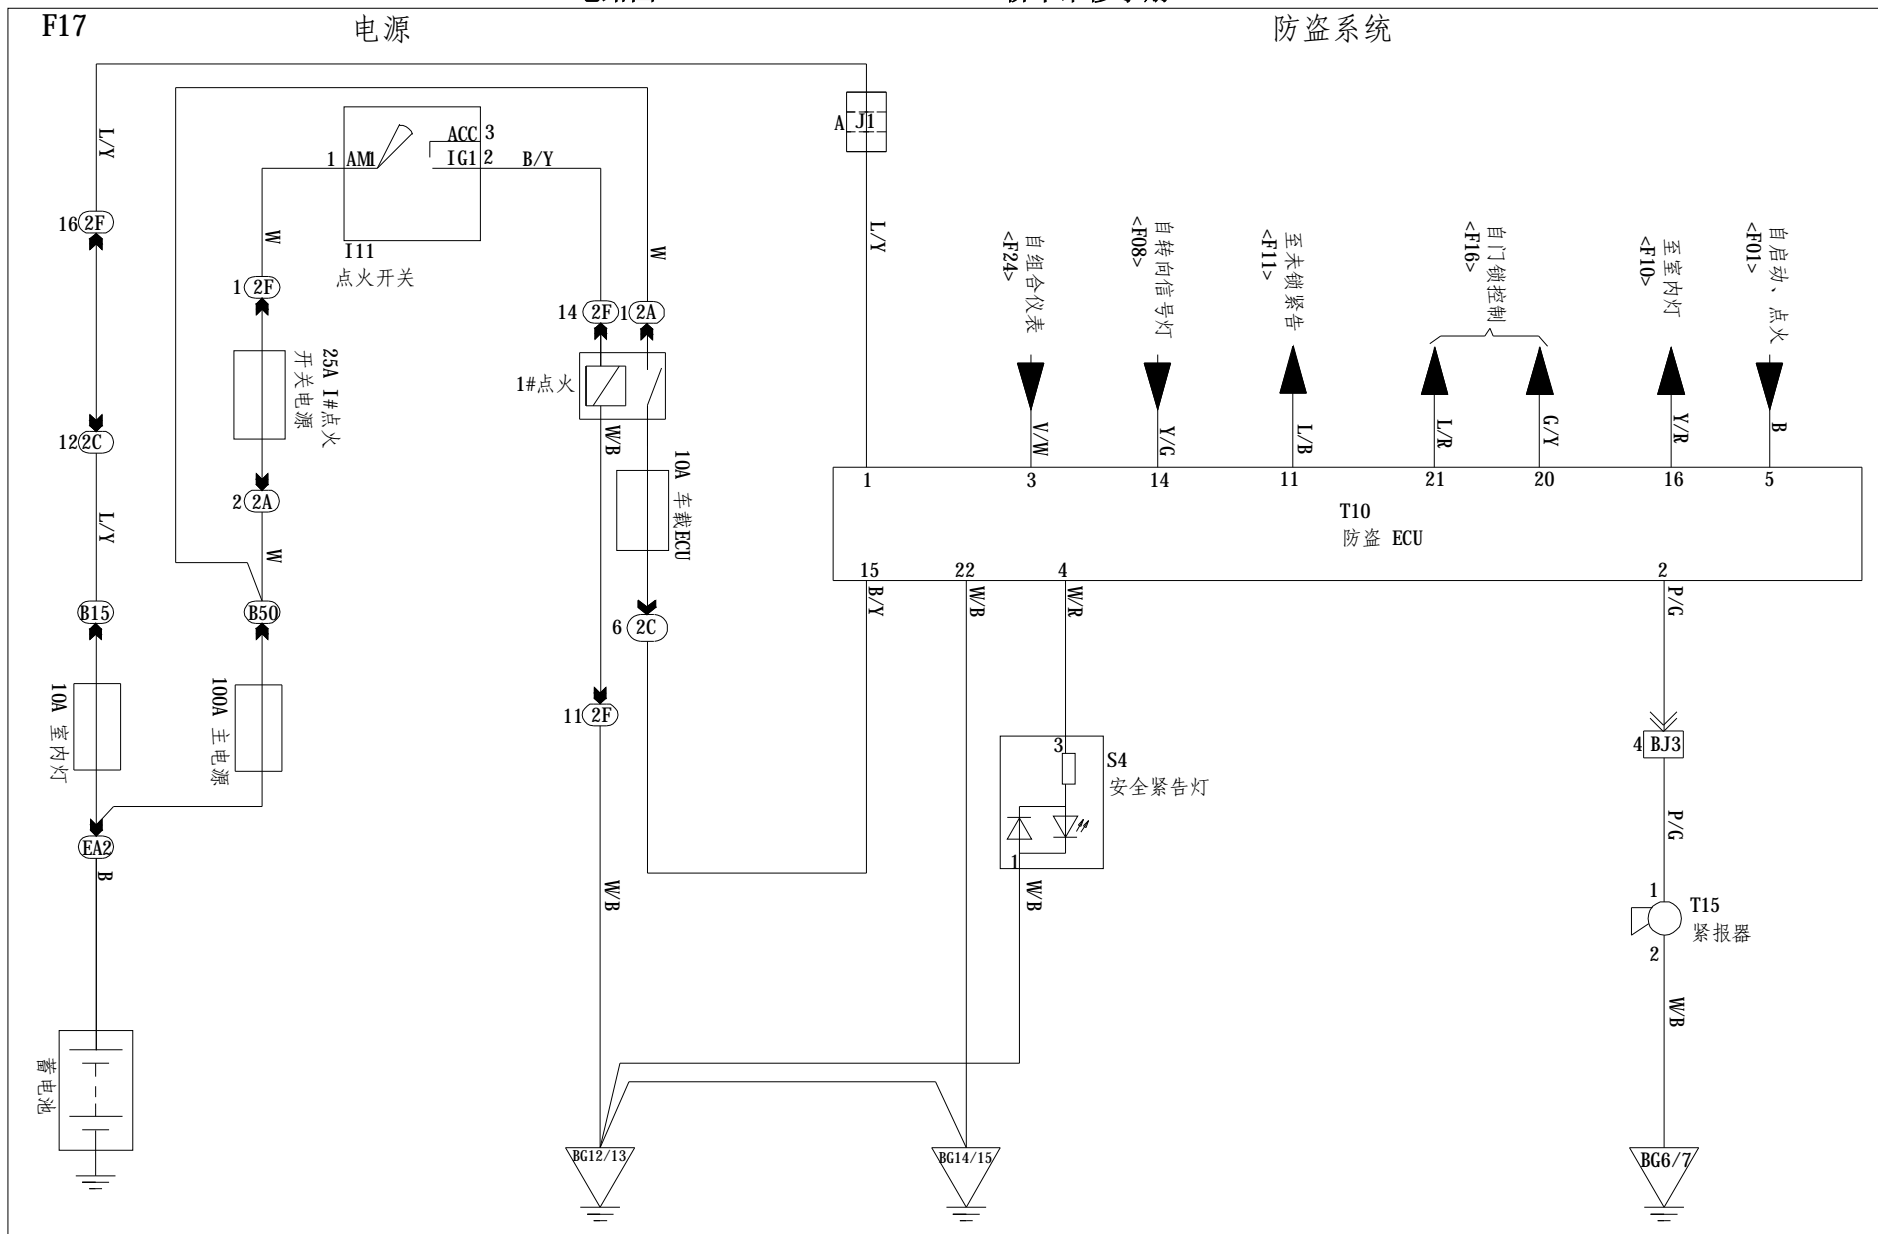 F17
电源
防盗系统
L/Y
16 2F
12 2C
L/Y
B15
10A 室内灯
EA2
B
蓄电池
1 AM1
ACC 3
IG1 2
B/Y
I11
点火开关
W
1 2F
25A I#点火
开关电源
2 2A
W
B50
100A 主电源
W
14 2F
1 2A
1#点火
W/B
10A 车载ECU
6 2C
11 2F
W/B
BG12/13
A J1
L/Y
自组合仪表
<F24>
自转向信号灯
<F08>
至未锁紧告
<F11>
自门锁控制
<F16>
至室内灯
<F10>
自启动、点火
<F01>
V/W
Y/G
L/B
L/R
G/Y
Y/R
B
1 3 14 11 21 20 16 5
T10
防盗 ECU
15 22 4 2
B/Y
W/B
W/R
P/G
3
S4
安全紧告灯
1
W/B
4 BJ3
P/G
1
T15
紧报器
2
W/B
BG14/15
BG6/7